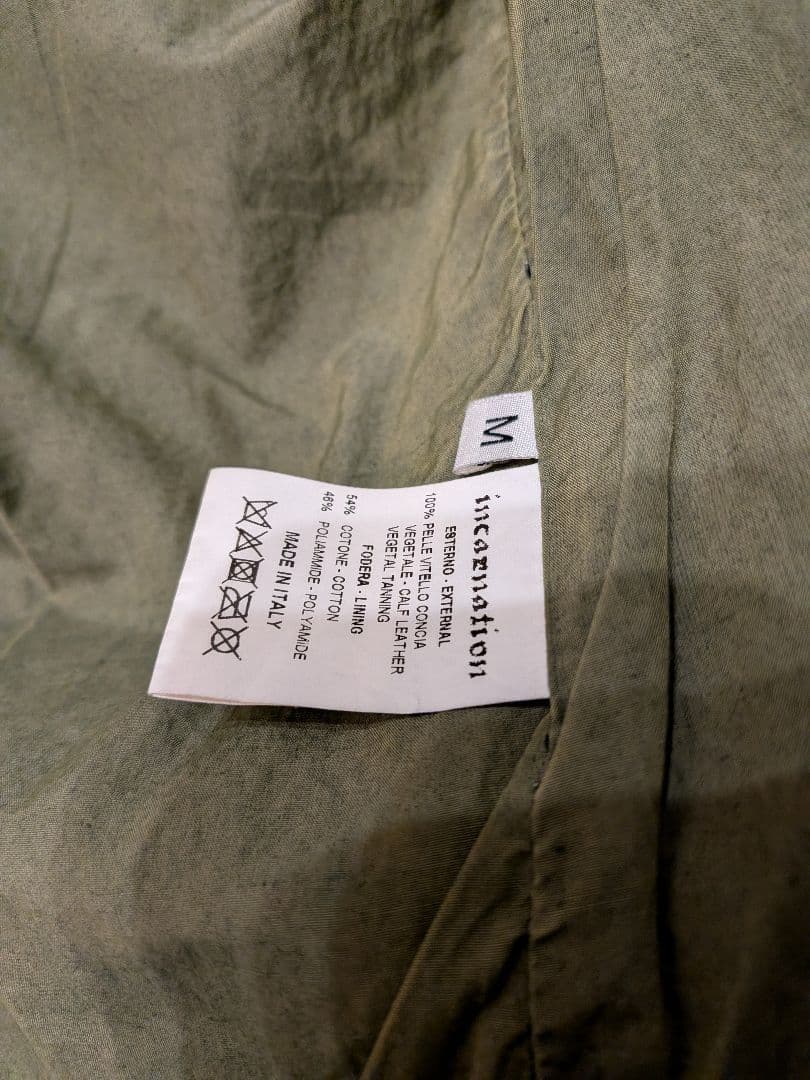 M
incarnation
ESTERNO - EXTERNAL
100% PELLE VITELLO CONCIA
VEGETALE - CALF LEATHER
VEGETAL TANNING
FODERA - LINING
54% COTONE - COTTON
46% POLIAMMIDE - POLYAMIDE
MADE IN ITALY